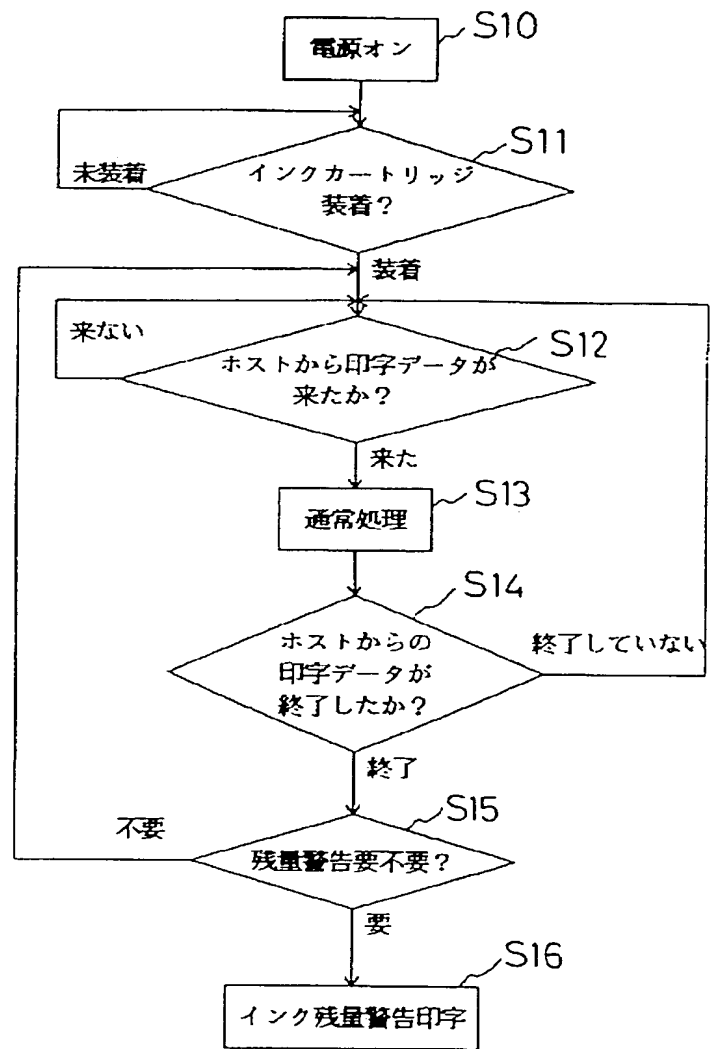 電源オン
S10
インクカートリッジ
装着?
S11
未装着
装着
来ない
ホストから印字データが
来たか?
S12
来た
通常処理
S13
ホストからの
印字データが
終了したか?
S14
終了していない
終了
残量警告要不要?
S15
不要
要
インク残量警告印字
S16